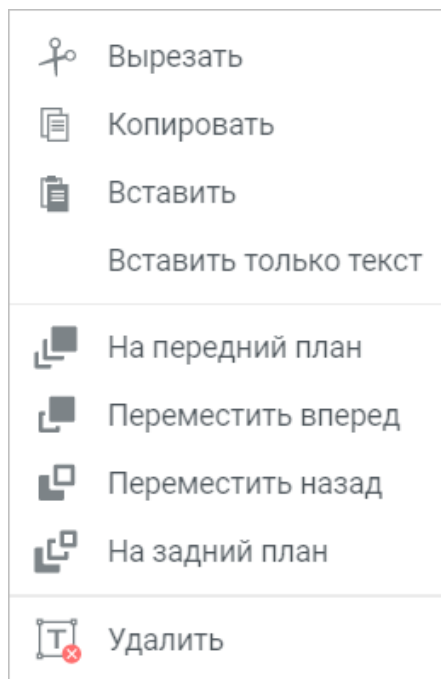 Вырезать
Копировать
Вставить
Вставить только текст
На передний план
Переместить вперед
Переместить назад
На задний план
Удалить